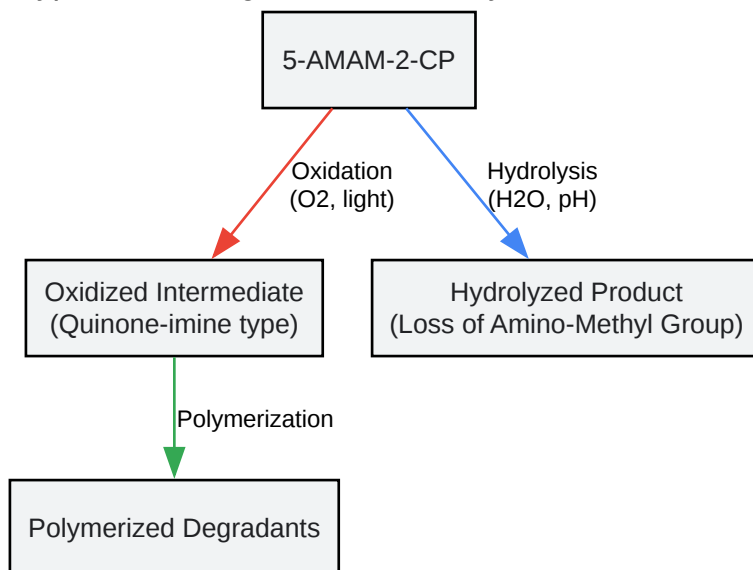 5-AMAM-2-CP
Oxidation
(O2, light)
Hydrolysis
(H2O, pH)
Oxidized Intermediate
(Quinone-imine type)
Hydrolyzed Product
(Loss of Amino-Methyl Group)
Polymerization
Polymerized Degradants